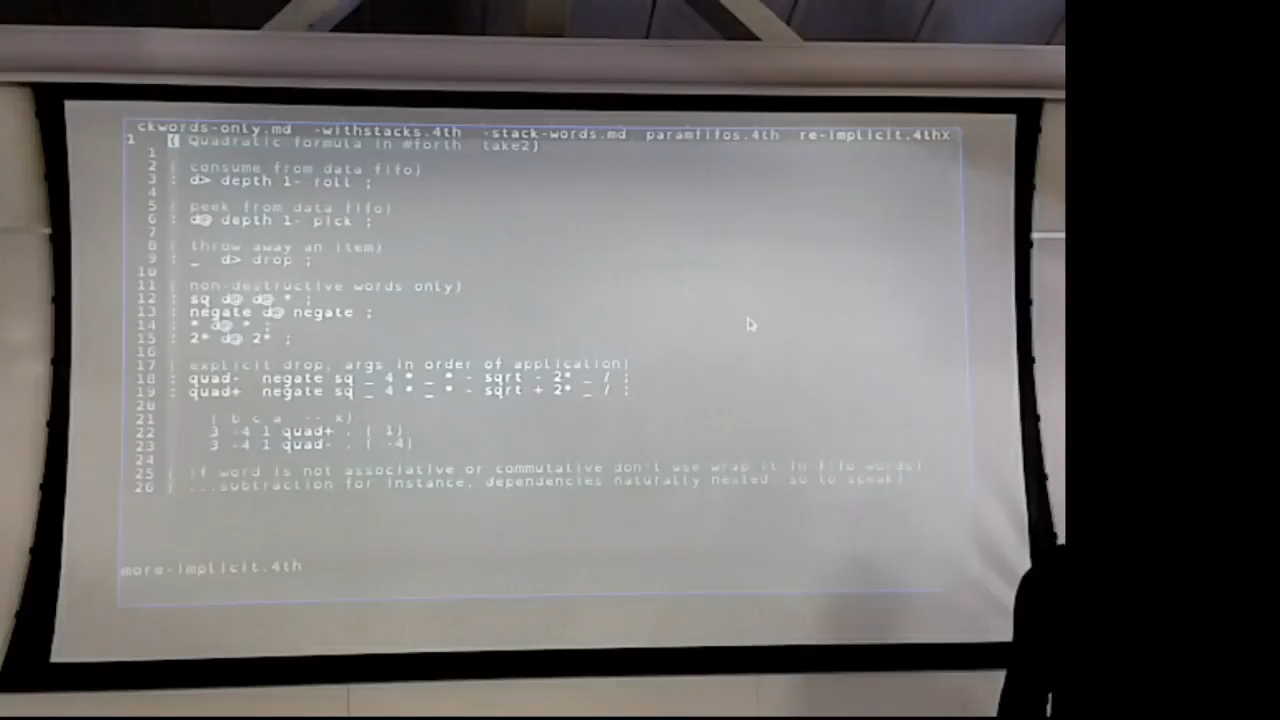 ckwords-only.md -withstacks.4th -stack-words.md paramfifos.4th re-implicit.4thX
1 ( Quadratic formula in #forth take2)
1
2 ( consume from data fifo)
3 : d> depth 1- roll ;
4
5 ( peek from data fifo)
6 : d@ depth 1- pick ;
7
8 ( throw away an item)
9 : _ d> drop ;
10
11 ( non-destructive words only)
12 : sq d@ d@ * ;
13 : negate d@ negate ;
14 : * d@ * ;
15 : 2* d@ 2* ;
16
17 ( explicit drop, args in order of application)
18 : quad- negate sq _ 4 * _ * - sqrt - 2* _ / ;
19 : quad+ negate sq _ 4 * _ * - sqrt + 2* _ / ;
20
21 ( b c a -- x)
22 3 -4 1 quad+ . ( 1)
23 3 -4 1 quad- . ( -4)
24
25 ( if word is not associative or commutative don't use wrap it in fifo words)
26 ( ...subtraction for instance, dependencies naturally nested, so to speak)
more-implicit.4th